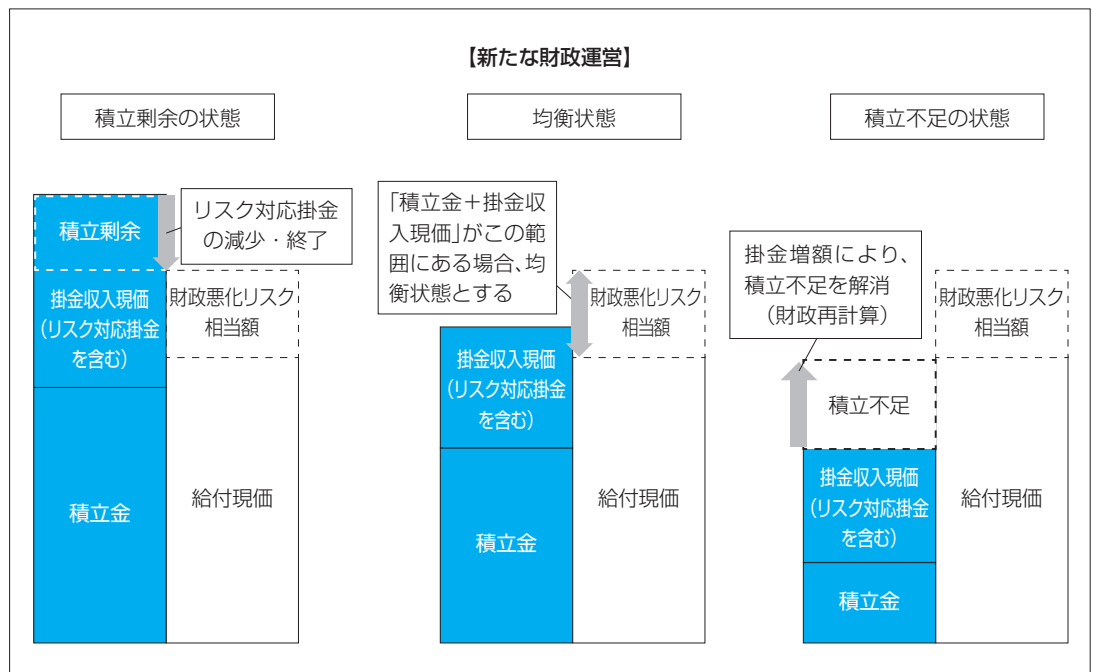 【新たな財政運営】
積立剰余の状態
均衡状態
積立不足の状態
積立剰余
リスク対応掛金
の減少・終了
掛金収入現価
(リスク対応掛金
を含む)
財政悪化リスク
相当額
積立金
給付現価
「積立金+掛金収
入現価」がこの範
囲にある場合、均
衡状態とする
財政悪化リスク
相当額
掛金収入現価
(リスク対応掛金
を含む)
積立金
給付現価
掛金増額により、
積立不足を解消
(財政再計算)
財政悪化リスク
相当額
積立不足
掛金収入現価
(リスク対応掛金
を含む)
積立金
給付現価